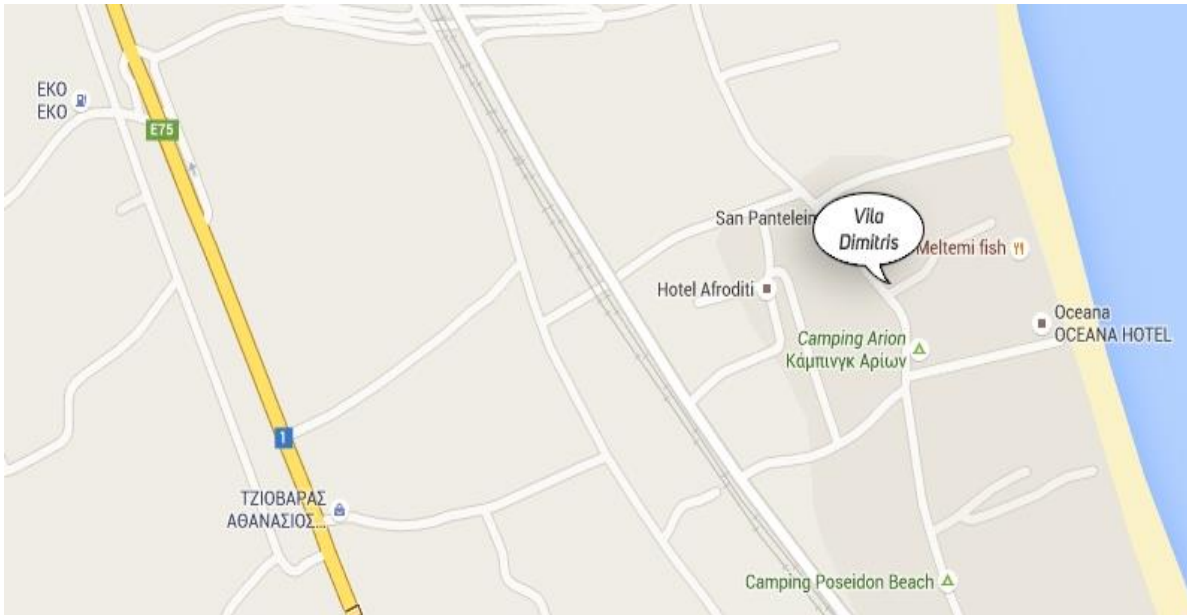 EKO
EKO
E75
San Pantelein
Vila
Dimitris
Meltemi fish
Hotel Afroditi
Oceana
OCEANA HOTEL
Camping Arion
Κάμπινγκ Αρίων
1
ΤΖΙΟΒΑΡΑΣ
ΑΘΑΝΑΣΙΟΣ...
Camping Poseidon Beach